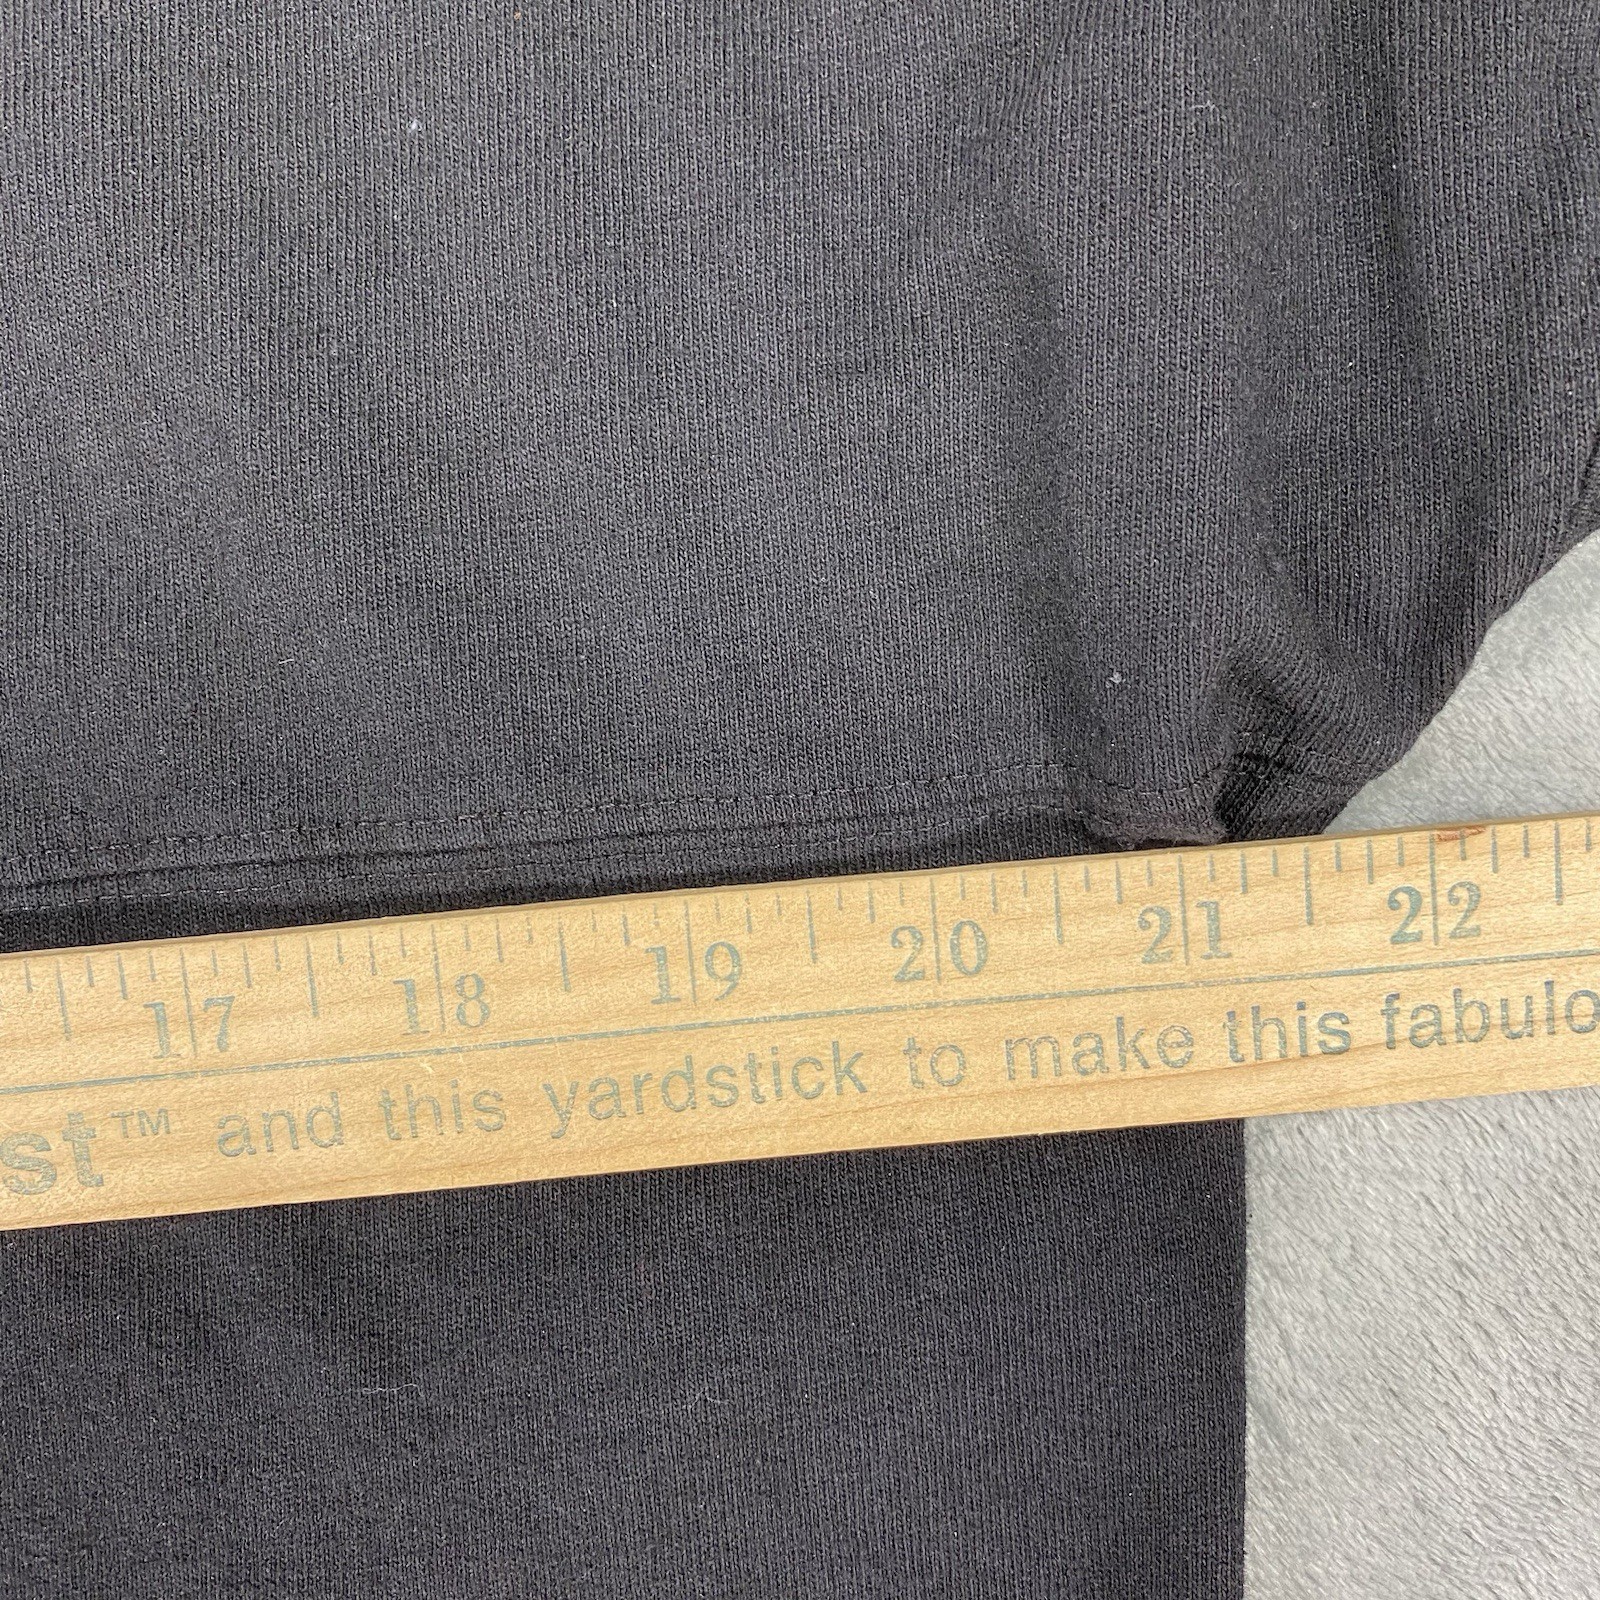 17 18 19 20 21 22
st™ and this yardstick to make this fabulo